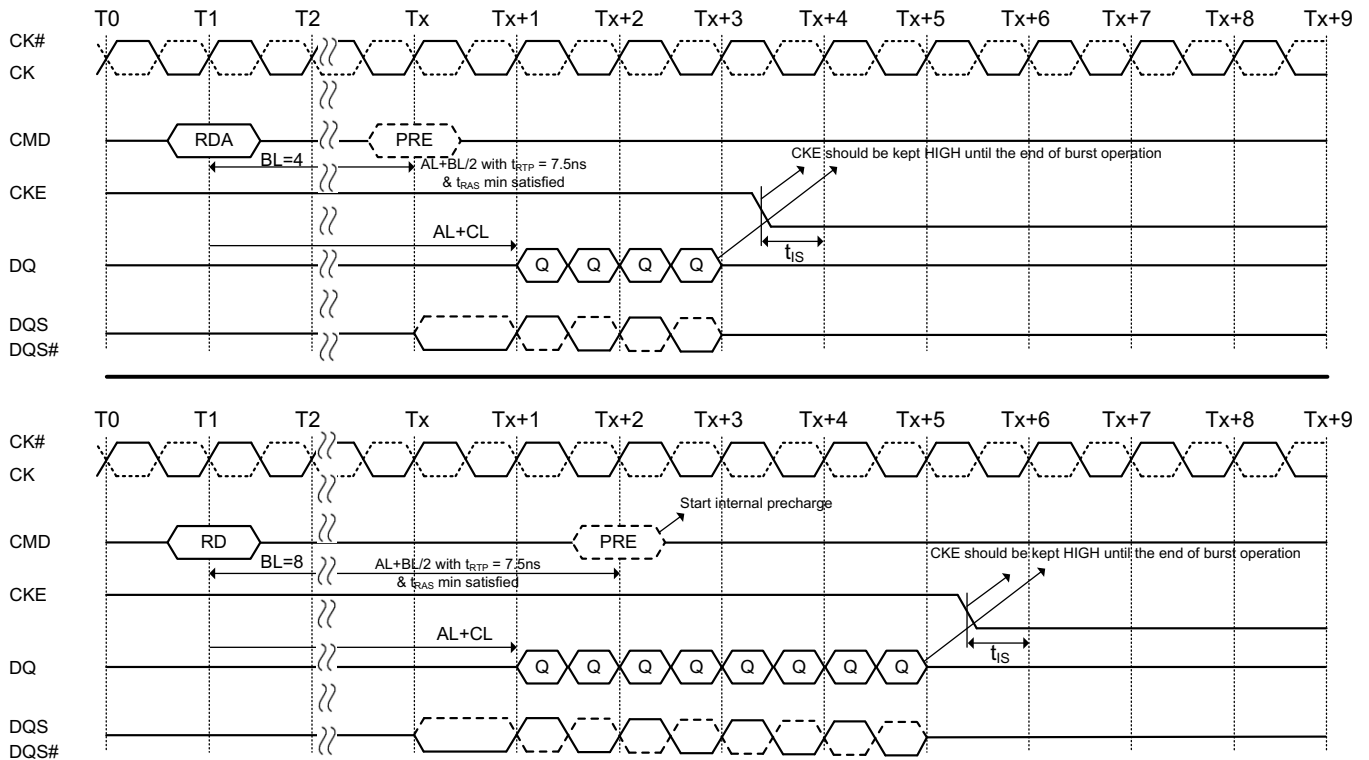 T0 T1 T2 Tx Tx+1 Tx+2 Tx+3 Tx+4 Tx+5 Tx+6 Tx+7 Tx+8 Tx+9
CK#
CK
CMD RDA PRE
BL=4 AL+BL/2 with tRTP = 7.5ns
& tRAS min satisfied
CKE should be kept HIGH until the end of burst operation
CKE
AL+CL
tIS
DQ Q Q Q Q
DQS
DQS#
T0 T1 T2 Tx Tx+1 Tx+2 Tx+3 Tx+4 Tx+5 Tx+6 Tx+7 Tx+8 Tx+9
CK#
CK
Start internal precharge
CMD RD PRE
CKE should be kept HIGH until the end of burst operation
BL=8 AL+BL/2 with tRTP = 7.5ns
& tRAS min satisfied
CKE
AL+CL
tIS
DQ Q Q Q Q Q Q Q Q
DQS
DQS#